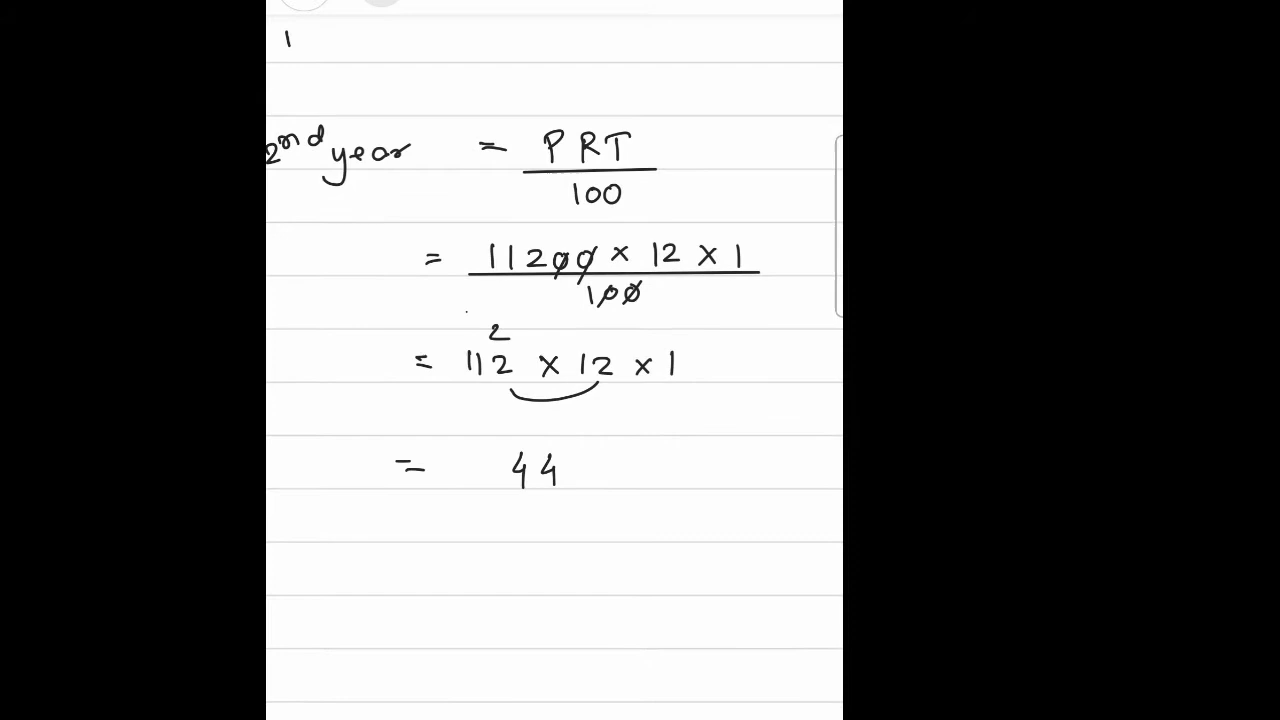 1
2nd year = PRT
100
= 11200 x 12 x 1
100
2
= 112 x 12 x 1
= 44